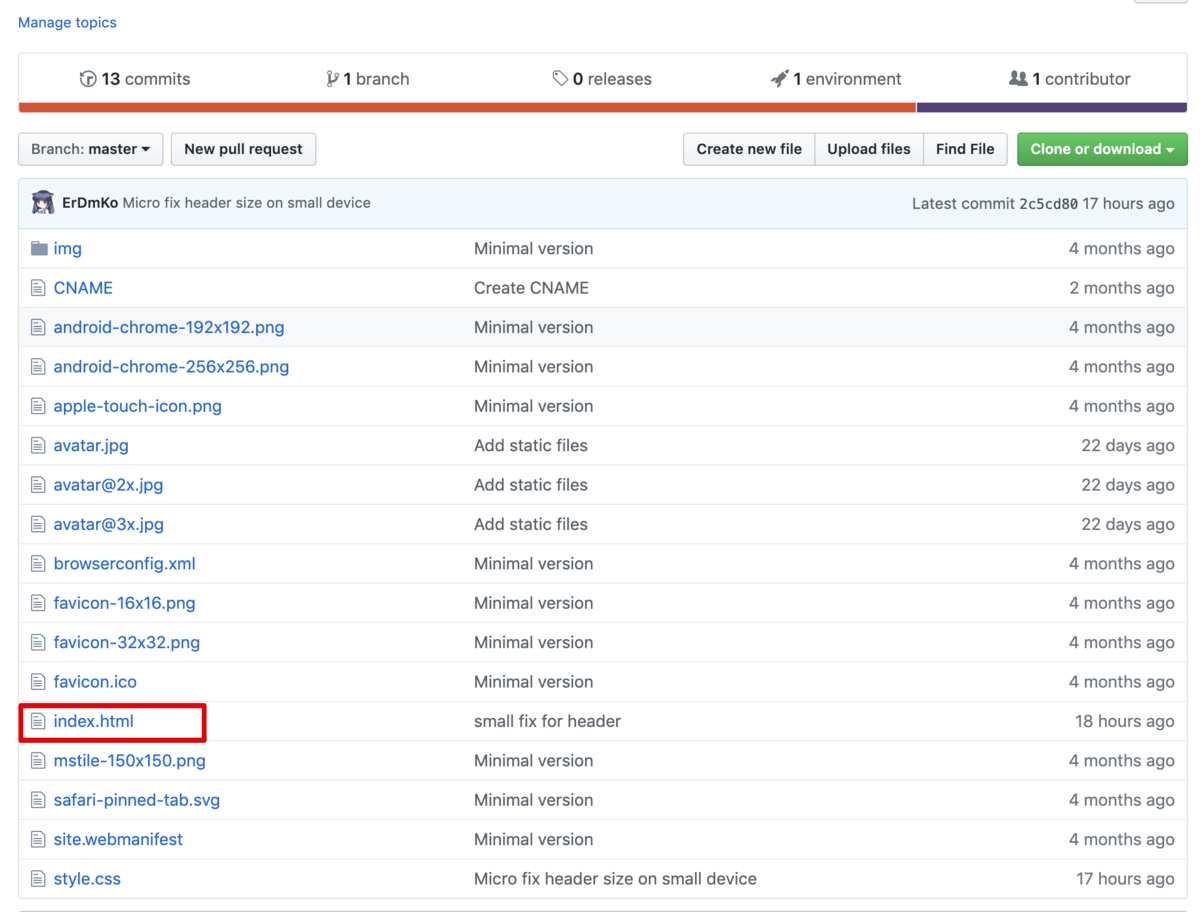 Manage topics
13 commits 1 branch 0 releases 1 environment 1 contributor
Branch: master New pull request Create new file Upload files Find File Clone or download
ErDmKo Micro fix header size on small device Latest commit 2c5cd80 17 hours ago
img Minimal version 4 months ago
CNAME Create CNAME 2 months ago
android-chrome-192x192.png Minimal version 4 months ago
android-chrome-256x256.png Minimal version 4 months ago
apple-touch-icon.png Minimal version 4 months ago
avatar.jpg Add static files 22 days ago
avatar@2x.jpg Add static files 22 days ago
avatar@3x.jpg Add static files 22 days ago
browserconfig.xml Minimal version 4 months ago
favicon-16x16.png Minimal version 4 months ago
favicon-32x32.png Minimal version 4 months ago
favicon.ico Minimal version 4 months ago
index.html small fix for header 18 hours ago
mstile-150x150.png Minimal version 4 months ago
safari-pinned-tab.svg Minimal version 4 months ago
site.webmanifest Minimal version 4 months ago
style.css Micro fix header size on small device 17 hours ago